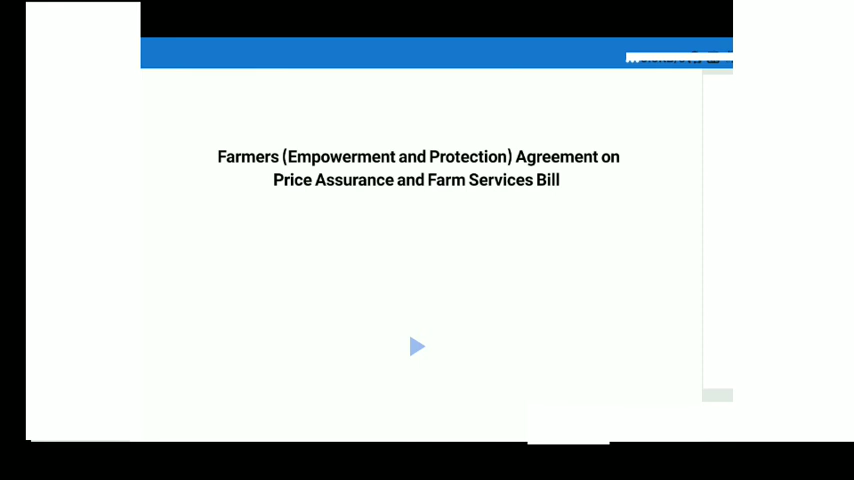 Farmers (Empowerment and Protection) Agreement on
Price Assurance and Farm Services Bill